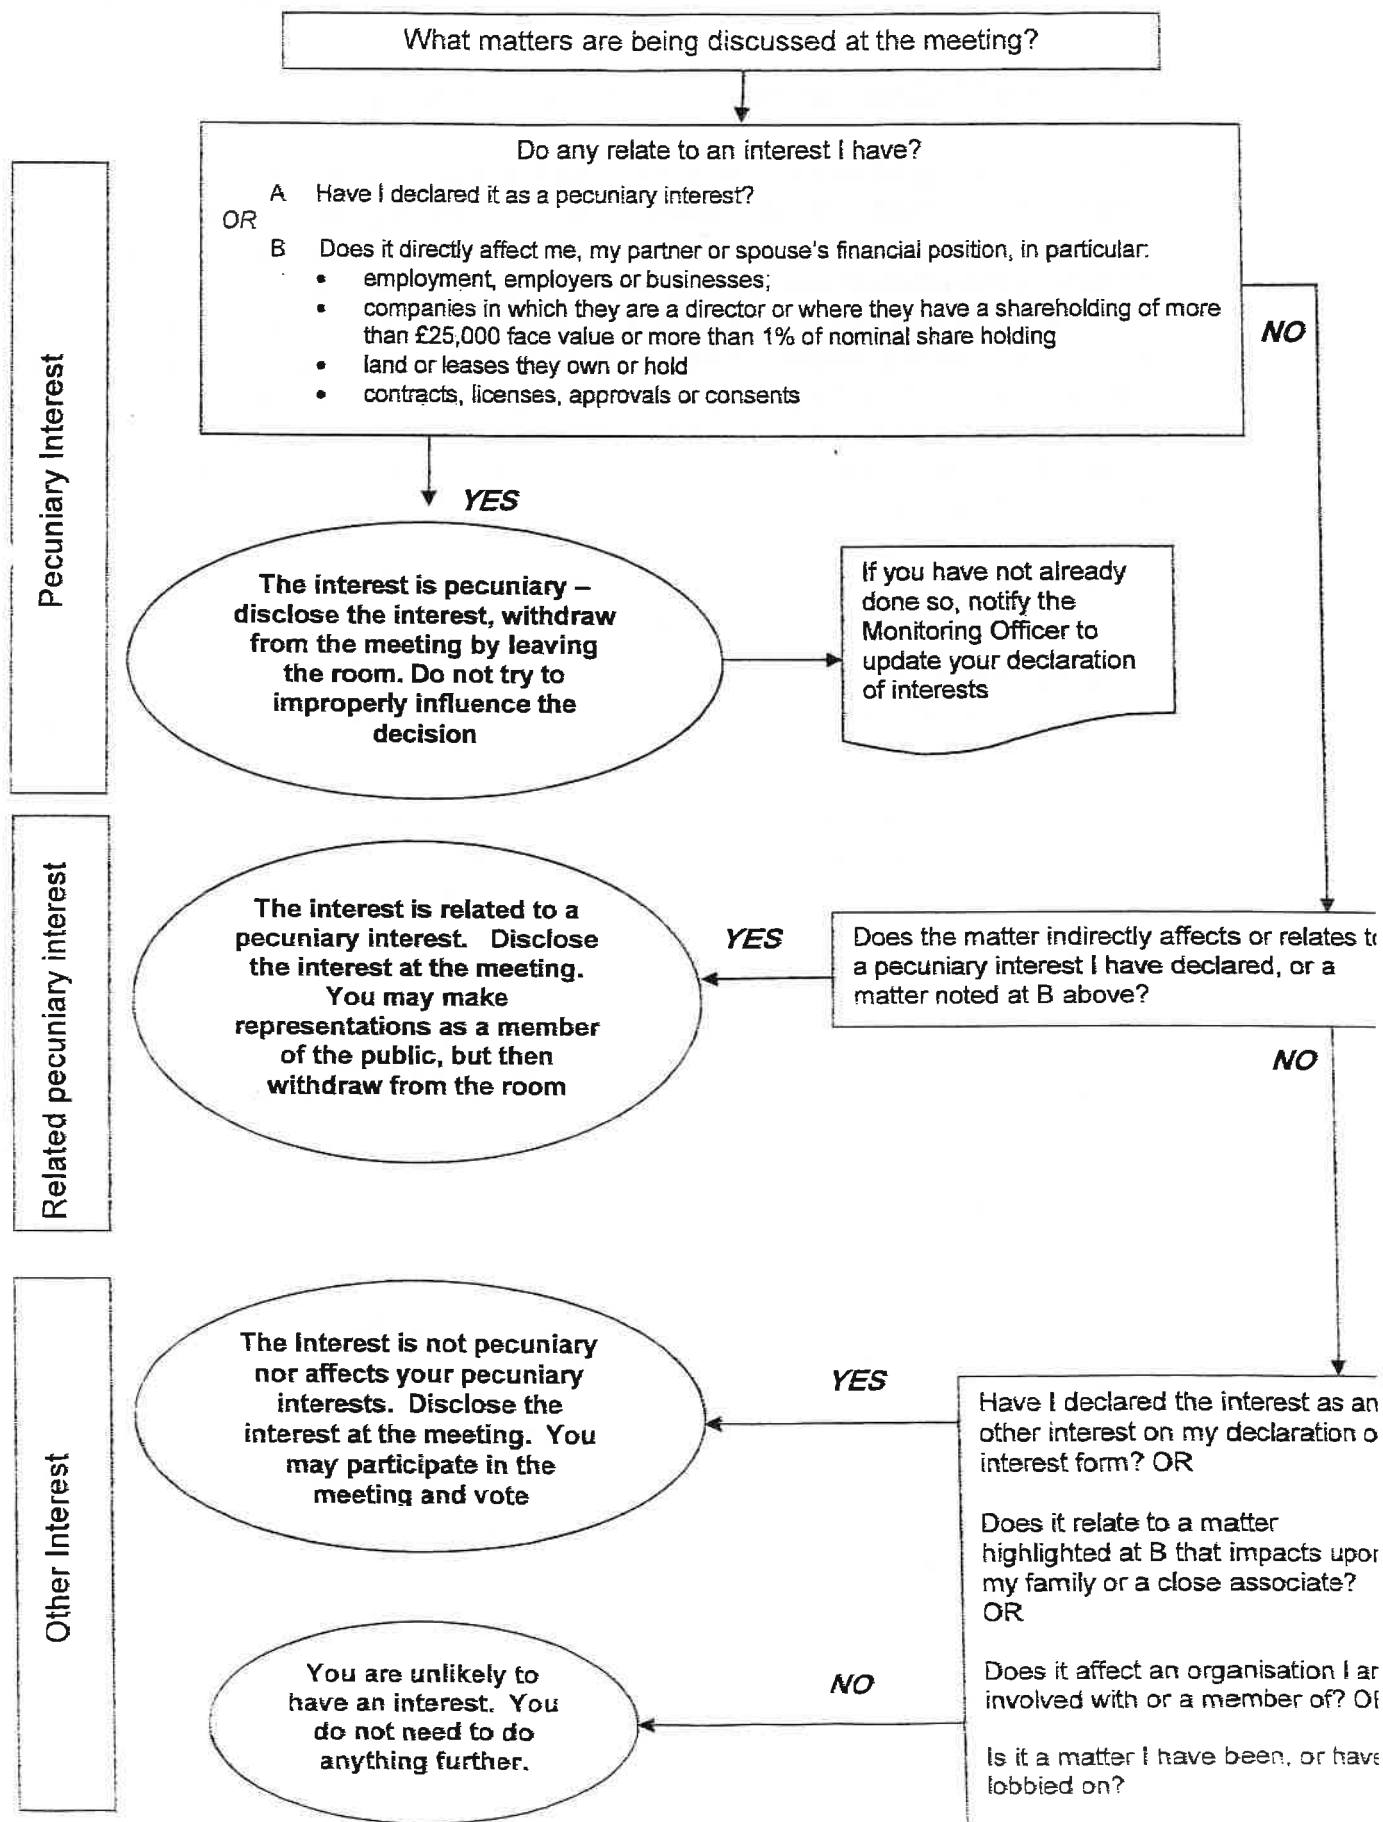 What matters are being discussed at the meeting?
Do any relate to an interest I have?
A Have I declared it as a pecuniary interest?
OR
B Does it directly affect me, my partner or spouse's financial position, in particular:
• employment, employers or businesses;
• companies in which they are a director or where they have a shareholding of more
than £25,000 face value or more than 1% of nominal share holding
• land or leases they own or hold
• contracts, licenses, approvals or consents
NO
Pecuniary Interest
YES
The interest is pecuniary –
disclose the interest, withdraw
from the meeting by leaving
the room. Do not try to
improperly influence the
decision
If you have not already
done so, notify the
Monitoring Officer to
update your declaration
of interests
Related pecuniary interest
The interest is related to a
pecuniary interest. Disclose
the interest at the meeting.
You may make
representations as a member
of the public, but then
withdraw from the room
YES
Does the matter indirectly affects or relates to
a pecuniary interest I have declared, or a
matter noted at B above?
NO
Other Interest
The Interest is not pecuniary
nor affects your pecuniary
interests. Disclose the
interest at the meeting. You
may participate in the
meeting and vote
YES
Have I declared the interest as an
other interest on my declaration o
interest form? OR
Does it relate to a matter
highlighted at B that impacts upon
my family or a close associate?
OR
Does it affect an organisation I
involved with or a member of?
Is it a matter I have been, or have
lobbied on?
NO
You are unlikely to
have an interest. You
do not need to do
anything further.